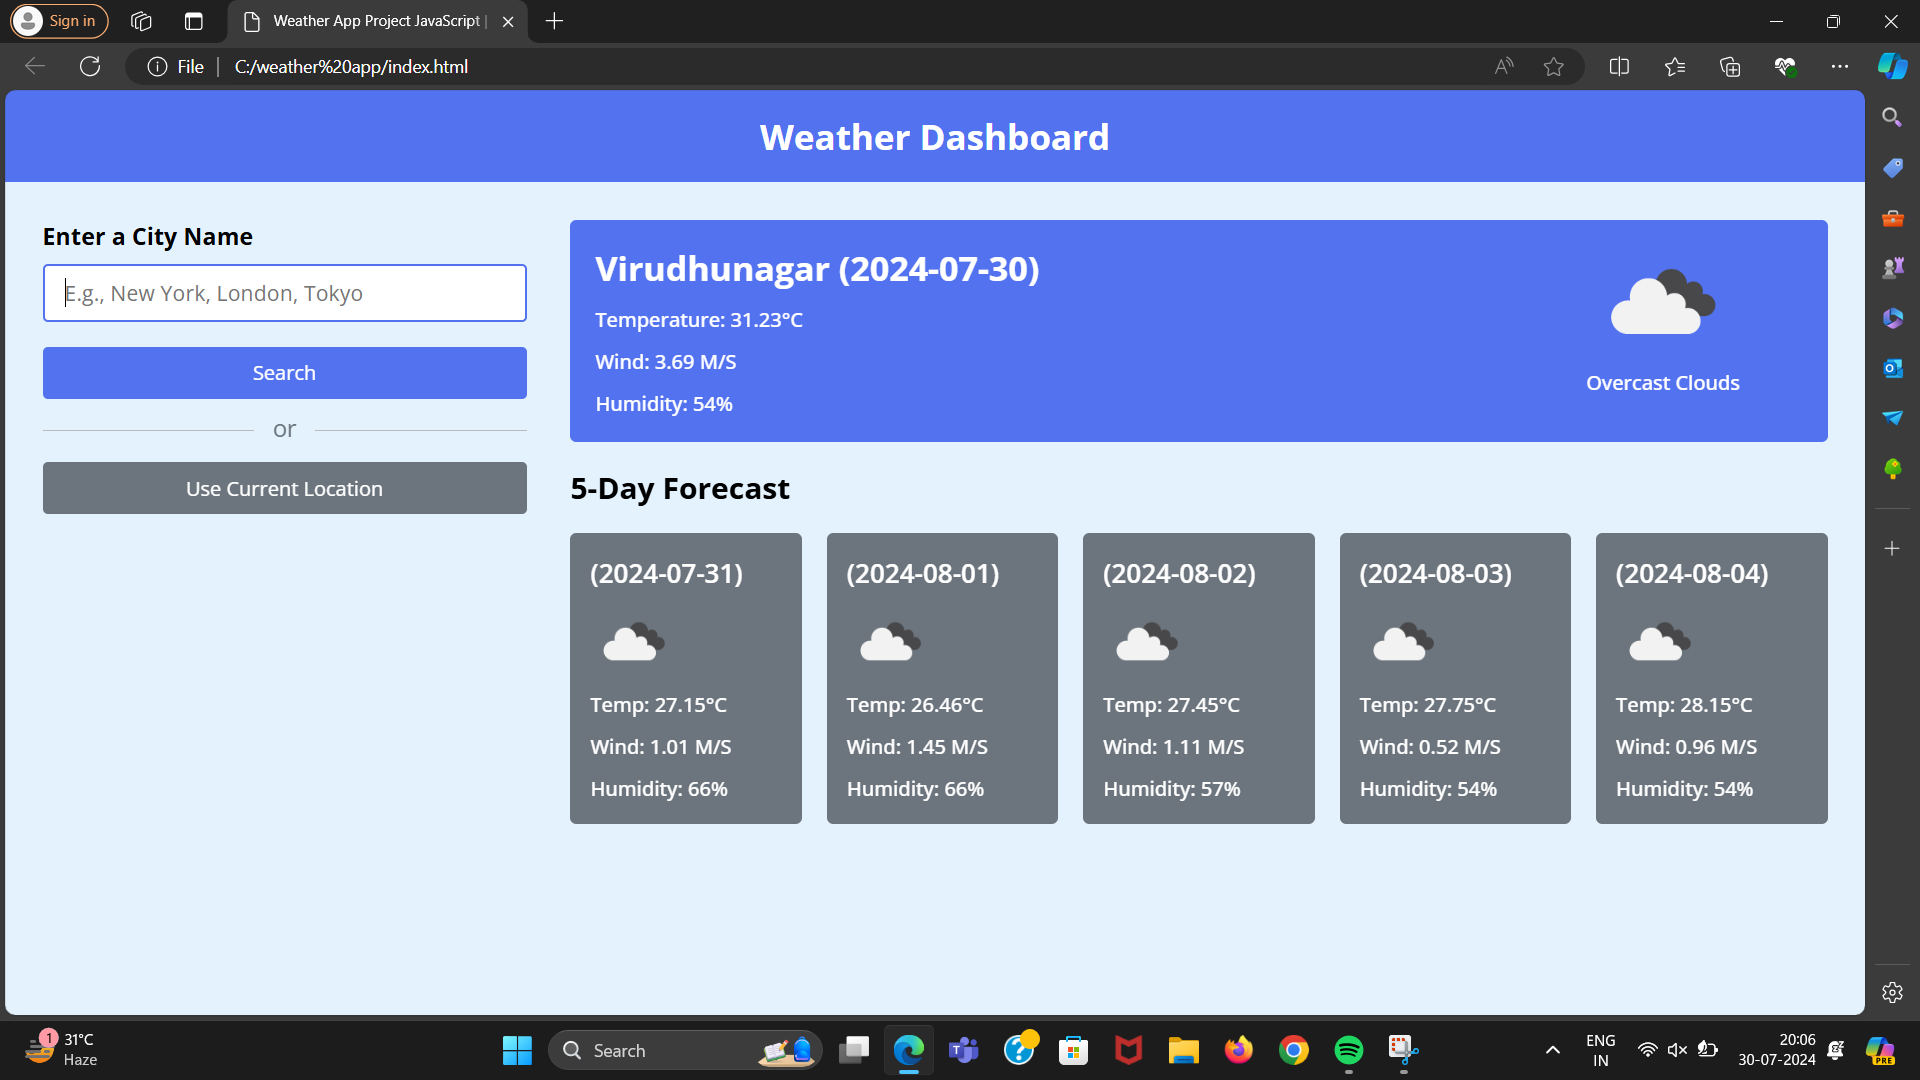 Sign in
Weather App Project JavaScript |
File
C:/weather%20app/index.html
Weather Dashboard
Enter a City Name
E.g., New York, London, Tokyo
Search
or
Use Current Location
Virudhunagar (2024-07-30)
Temperature: 31.23°C
Wind: 3.69 M/S
Humidity: 54%
Overcast Clouds
5-Day Forecast
(2024-07-31)
Temp: 27.15°C
Wind: 1.01 M/S
Humidity: 66%
(2024-08-01)
Temp: 26.46°C
Wind: 1.45 M/S
Humidity: 66%
(2024-08-02)
Temp: 27.45°C
Wind: 1.11 M/S
Humidity: 57%
(2024-08-03)
Temp: 27.75°C
Wind: 0.52 M/S
Humidity: 54%
(2024-08-04)
Temp: 28.15°C
Wind: 0.96 M/S
Humidity: 54%
1
31°C
Haze
Search
ENG
IN
20:06
30-07-2024
PRE